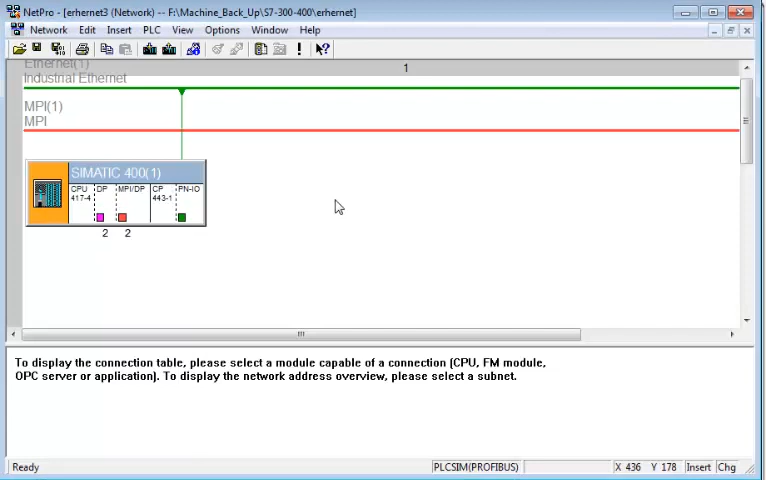 NetPro - [erhernet3 (Network) -- F:\Machine_Back_Up\S7-300-400\erhernet]
Network Edit Insert PLC View Options Window Help
1
Ethernet(1)
Industrial Ethernet
MPI(1)
MPI
SIMATIC 400(1)
CPU DP MPI/DP CP PN-IO
417-4 443-1
2 2
To display the connection table, please select a module capable of a connection (CPU, FM module,
OPC server or application). To display the network address overview, please select a subnet.
Ready PLCSIM(PROFIBUS) X 436 Y 178 Insert Chg